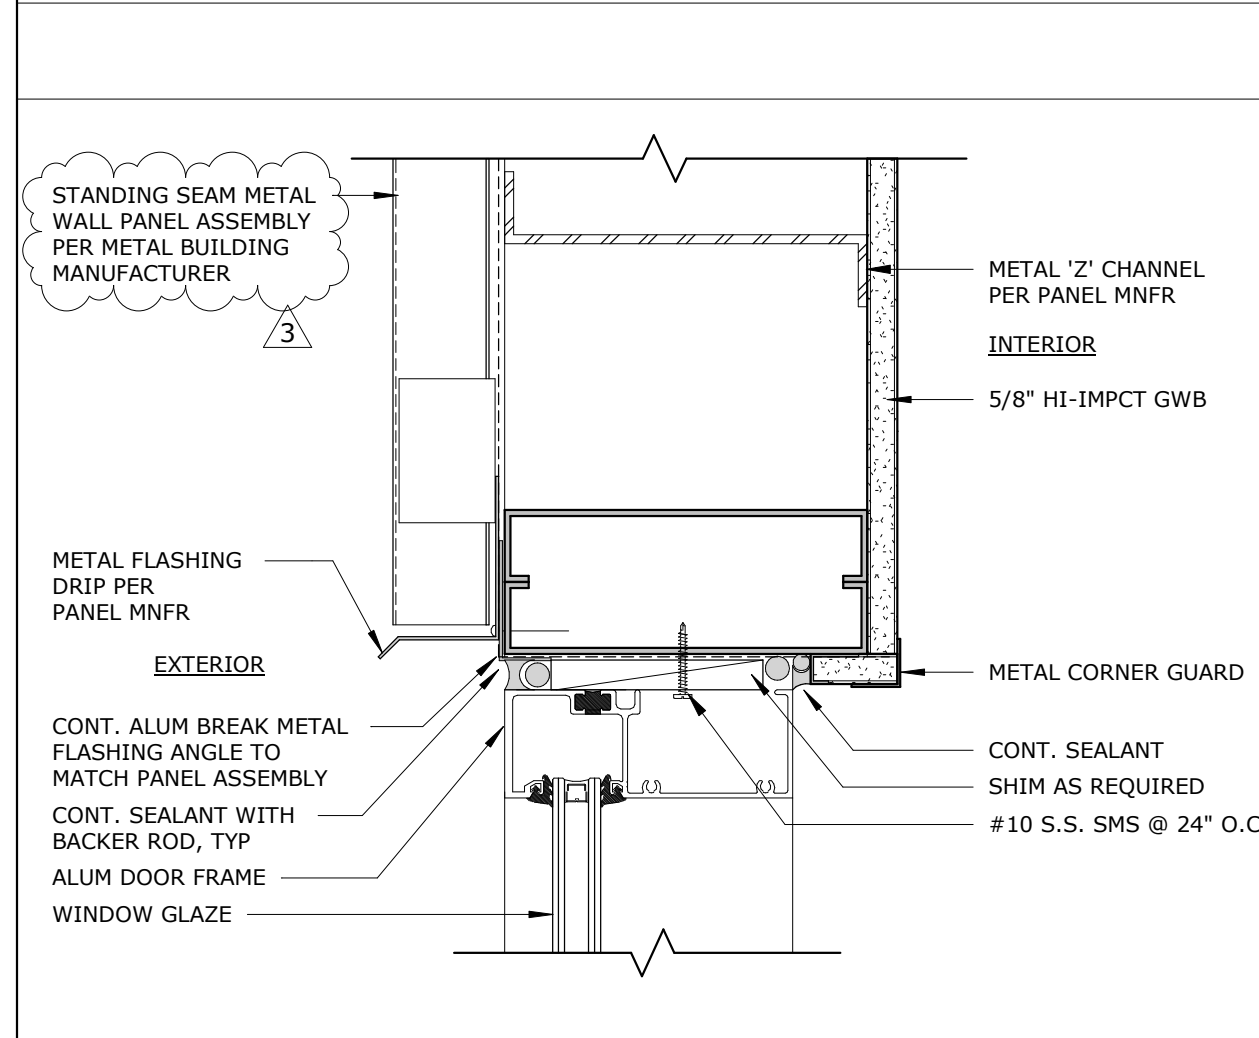 STANDING SEAM METAL
WALL PANEL ASSEMBLY
PER METAL BUILDING
MANUFACTURER
3
METAL FLASHING
DRIP PER
PANEL MNFR
EXTERIOR
CONT. ALUM BREAK METAL
FLASHING ANGLE TO
MATCH PANEL ASSEMBLY
CONT. SEALANT WITH
BACKER ROD, TYP
ALUM DOOR FRAME
WINDOW GLAZE
METAL 'Z' CHANNEL
PER PANEL MNFR
INTERIOR
5/8" HI-IMPCT GWB
METAL CORNER GUARD
CONT. SEALANT
SHIM AS REQUIRED
#10 S.S. SMS @ 24" O.C